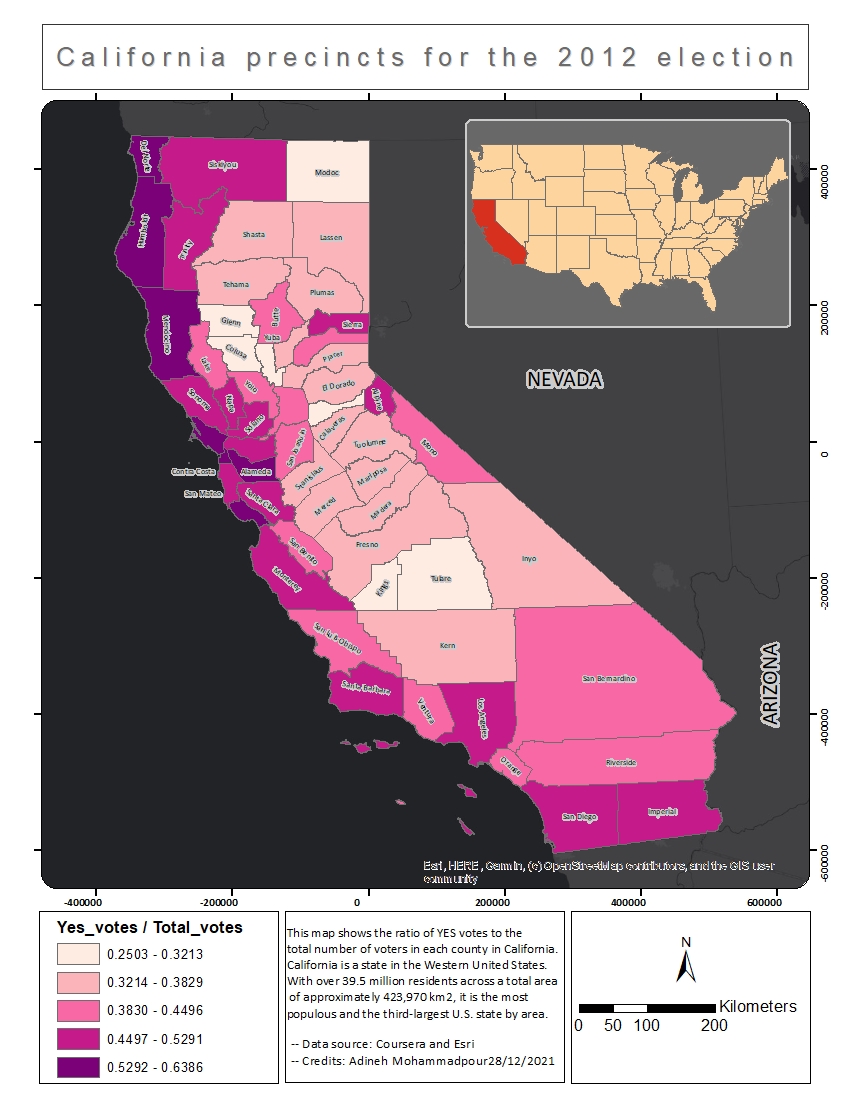 California precincts for the 2012 election
Del Norte
Siskiyou
Modoc
Humboldt
Trinity
Shasta
Lassen
Tehama
Plumas
Mendocino
Glenn
Butte
Sierra
Colusa
Yuba
Lake
Placer
Yolo
El Dorado
Sonoma
Napa
Alpine
Solano
Calaveras
Mono
San Joaquin
Tuolumne
Contra Costa
Alameda
San Mateo
Stanislaus
Mariposa
Santa Clara
Merced
Madera
San Benito
Fresno
Inyo
Monterey
Kings
Tulare
San Luis Obispo
Kern
Santa Barbara
Ventura
Los Angeles
San Bernardino
Orange
Riverside
San Diego
Imperial
NEVADA
ARIZONA
400000
200000
0
-200000
-400000
-600000
Esri, HERE, Garmin, (c) OpenStreetMap contributors, and the GIS user
community
-400000 -200000 0 200000 400000 600000
Yes_votes / Total_votes
0.2503 - 0.3213
0.3214 - 0.3829
0.3830 - 0.4496
0.4497 - 0.5291
0.5292 - 0.6386
This map shows the ratio of YES votes to the
total number of voters in each county in California.
California is a state in the Western United States.
With over 39.5 million residents across a total area
of approximately 423,970 km2, it is the most
populous and the third-largest U.S. state by area.
-- Data source: Coursera and Esri
-- Credits: Adineh Mohammadpour28/12/2021
N
Kilometers
0 50 100 200